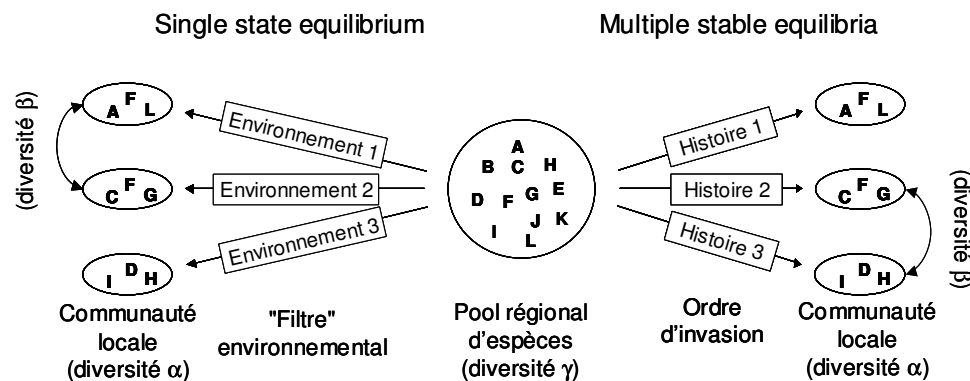 Single state equilibrium
Multiple stable equilibria
(diversité β)
A F L
Environnement 1
C F G
Environnement 2
I D H
Environnement 3
A
B C H
D F G E
J K
I L
Histoire 1
A F L
Histoire 2
C F G
Histoire 3
I D H
(diversité β)
Communauté
locale
(diversité α)
"Filtre"
environnemental
Pool régional
d'espèces
(diversité γ)
Ordre
d'invasion
Communauté
locale
(diversité α)